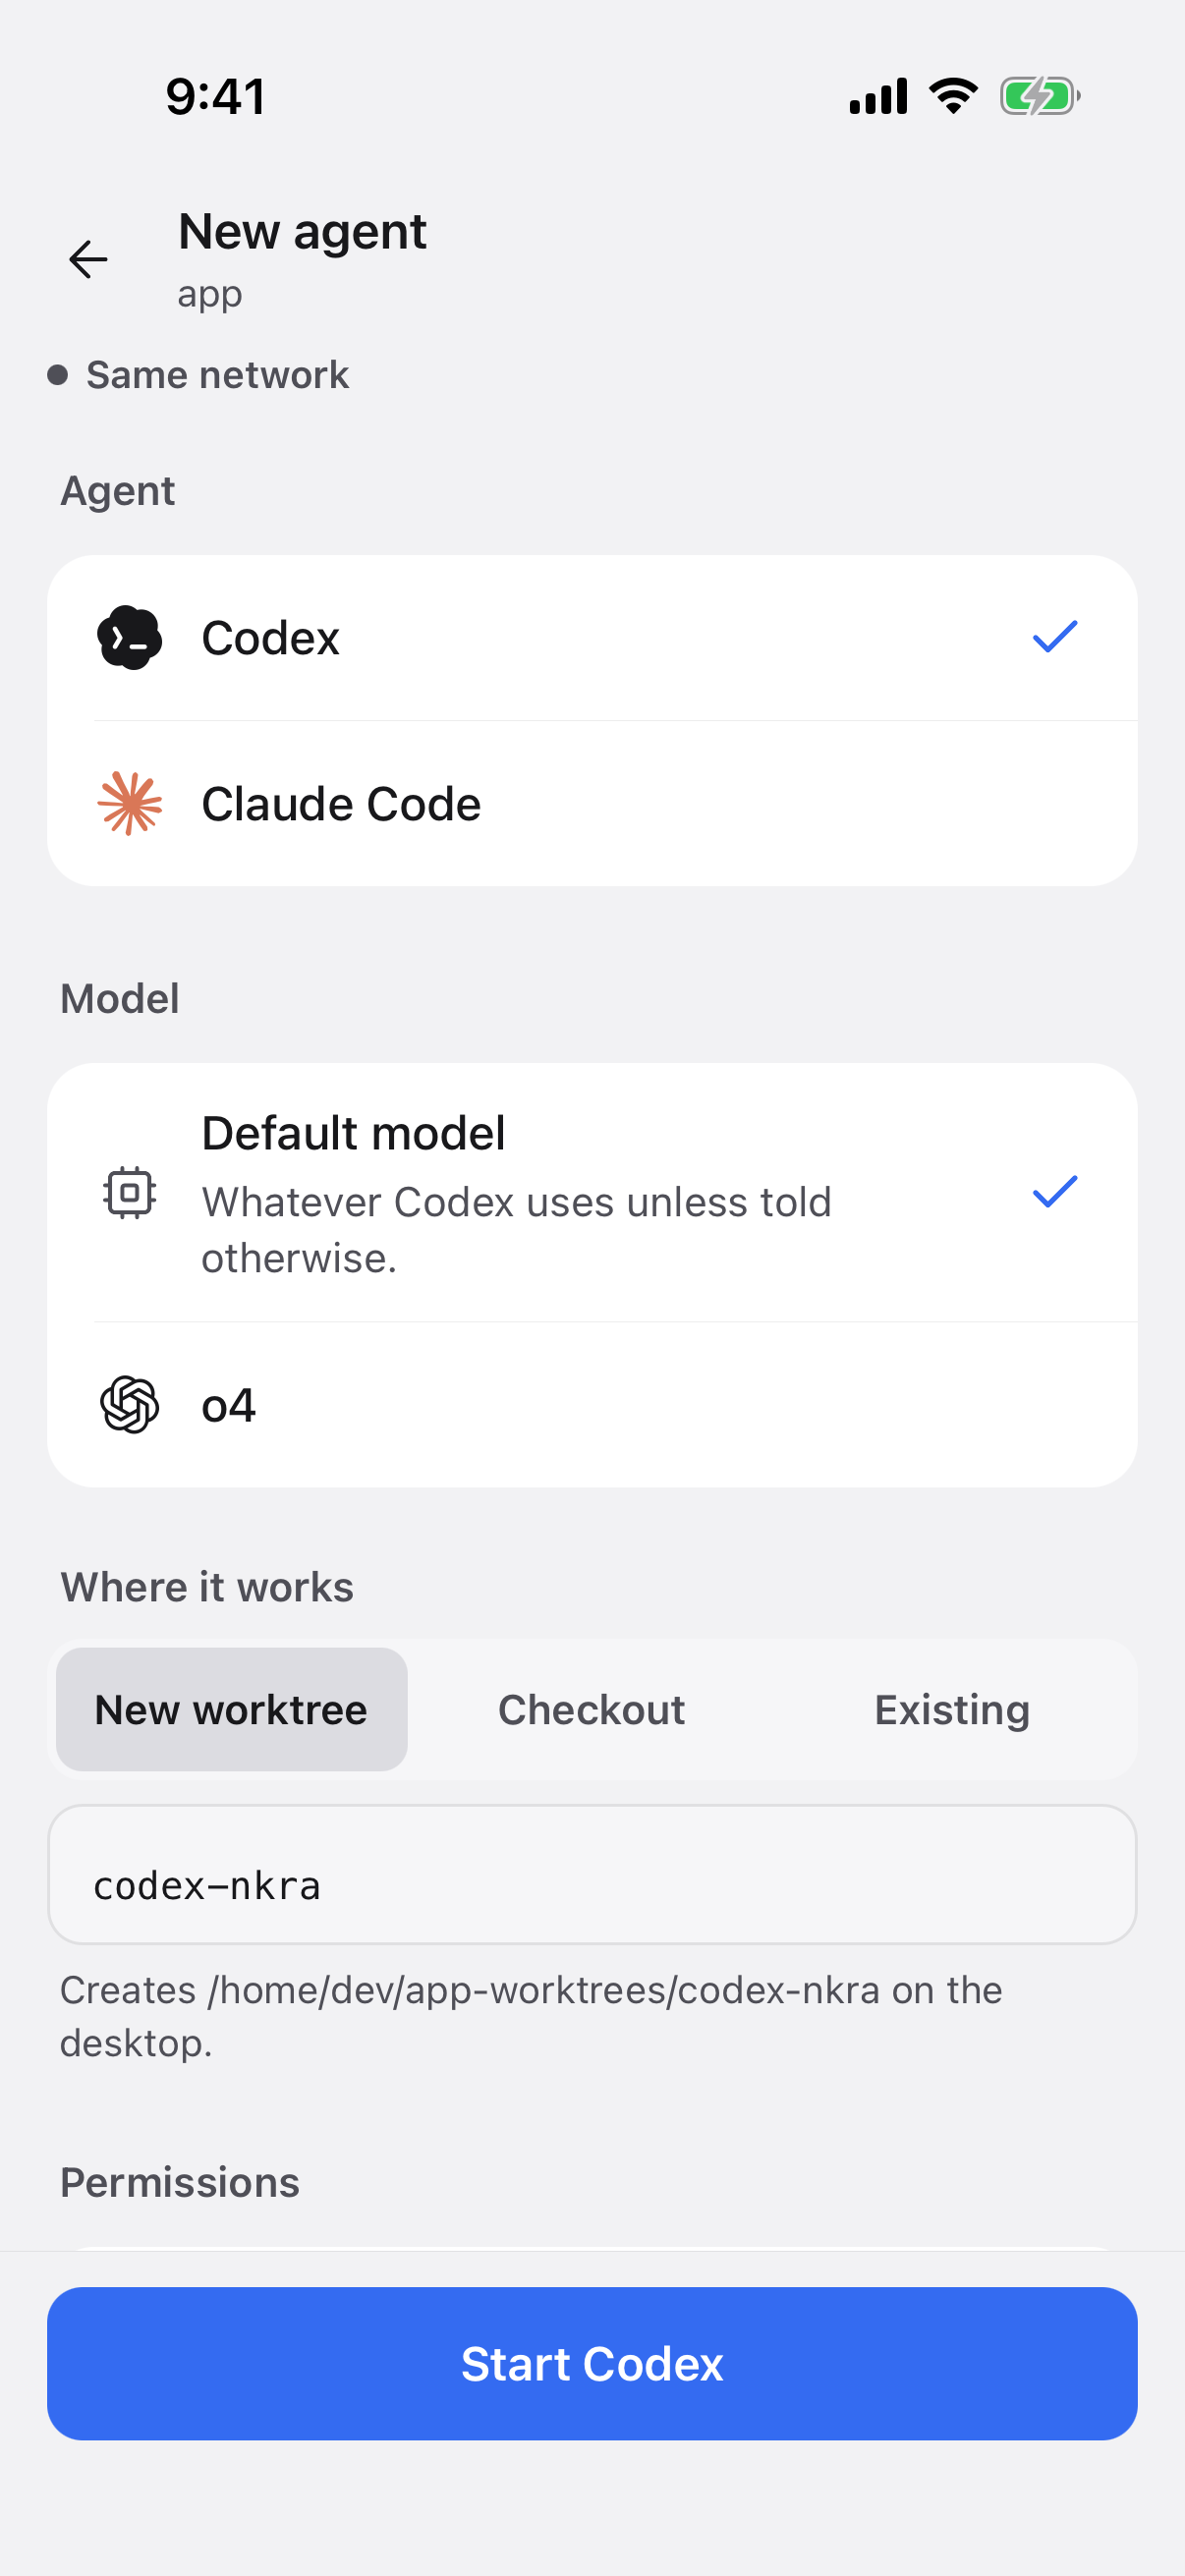 9:41
New agent
app
Same network
Agent
Codex
Claude Code
Model
Default model
Whatever Codex uses unless told
otherwise.
o4
Where it works
New worktree
Checkout
Existing
codex-nkra
Creates /home/dev/app-worktrees/codex-nkra on the
desktop.
Permissions
Start Codex